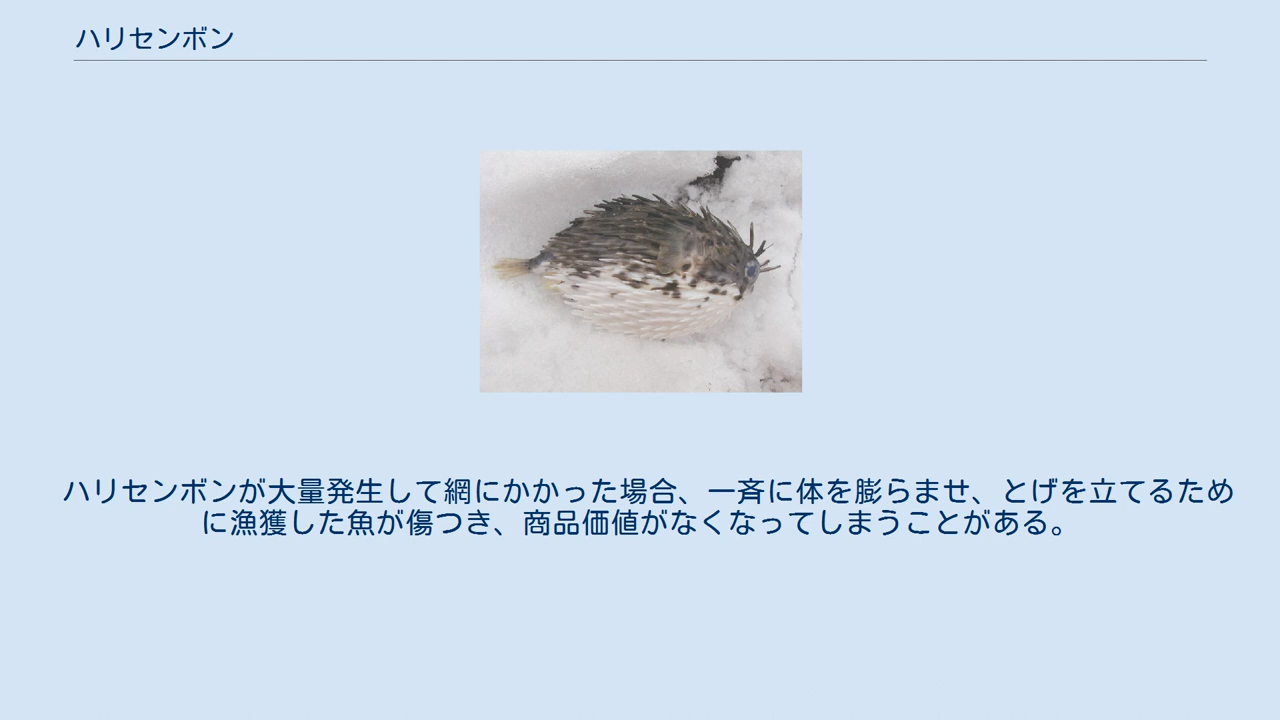 ハリセンボン
ハリセンボンが大量発生して網にかかった場合、一斉に体を膨らませ、とげを立てるため
に漁獲した魚が傷つき、商品価値がなくなってしまうことがある。